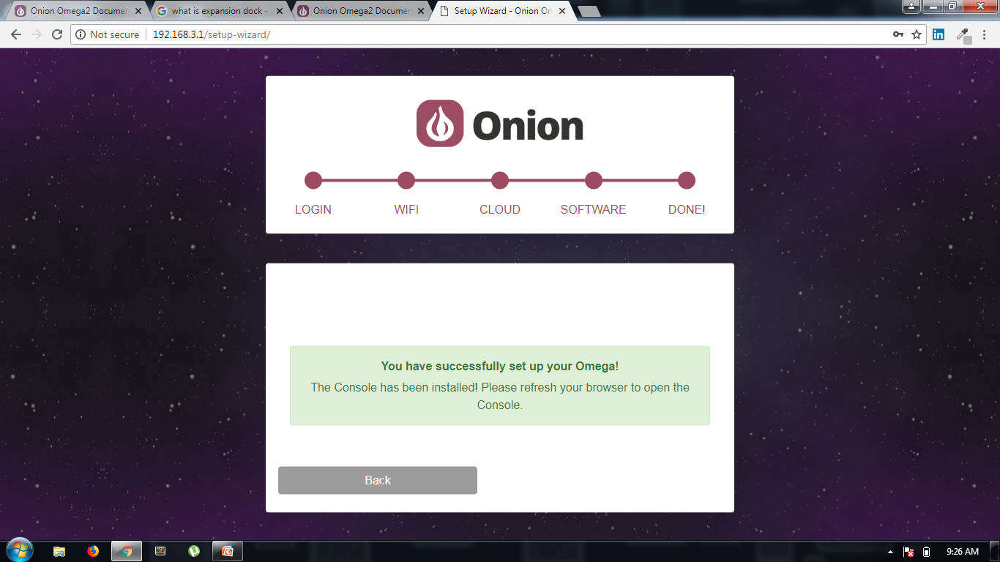 Onion Omega2 Documen
what is expansion dock -
Onion Omega2 Documen
Setup Wizard - Onion Om
Not secure
192.168.3.1/setup-wizard/
in
Onion
LOGIN
WIFI
CLOUD
SOFTWARE
DONE!
You have successfully set up your Omega!
The Console has been installed! Please refresh your browser to open the
Console.
Back
9:26 AM